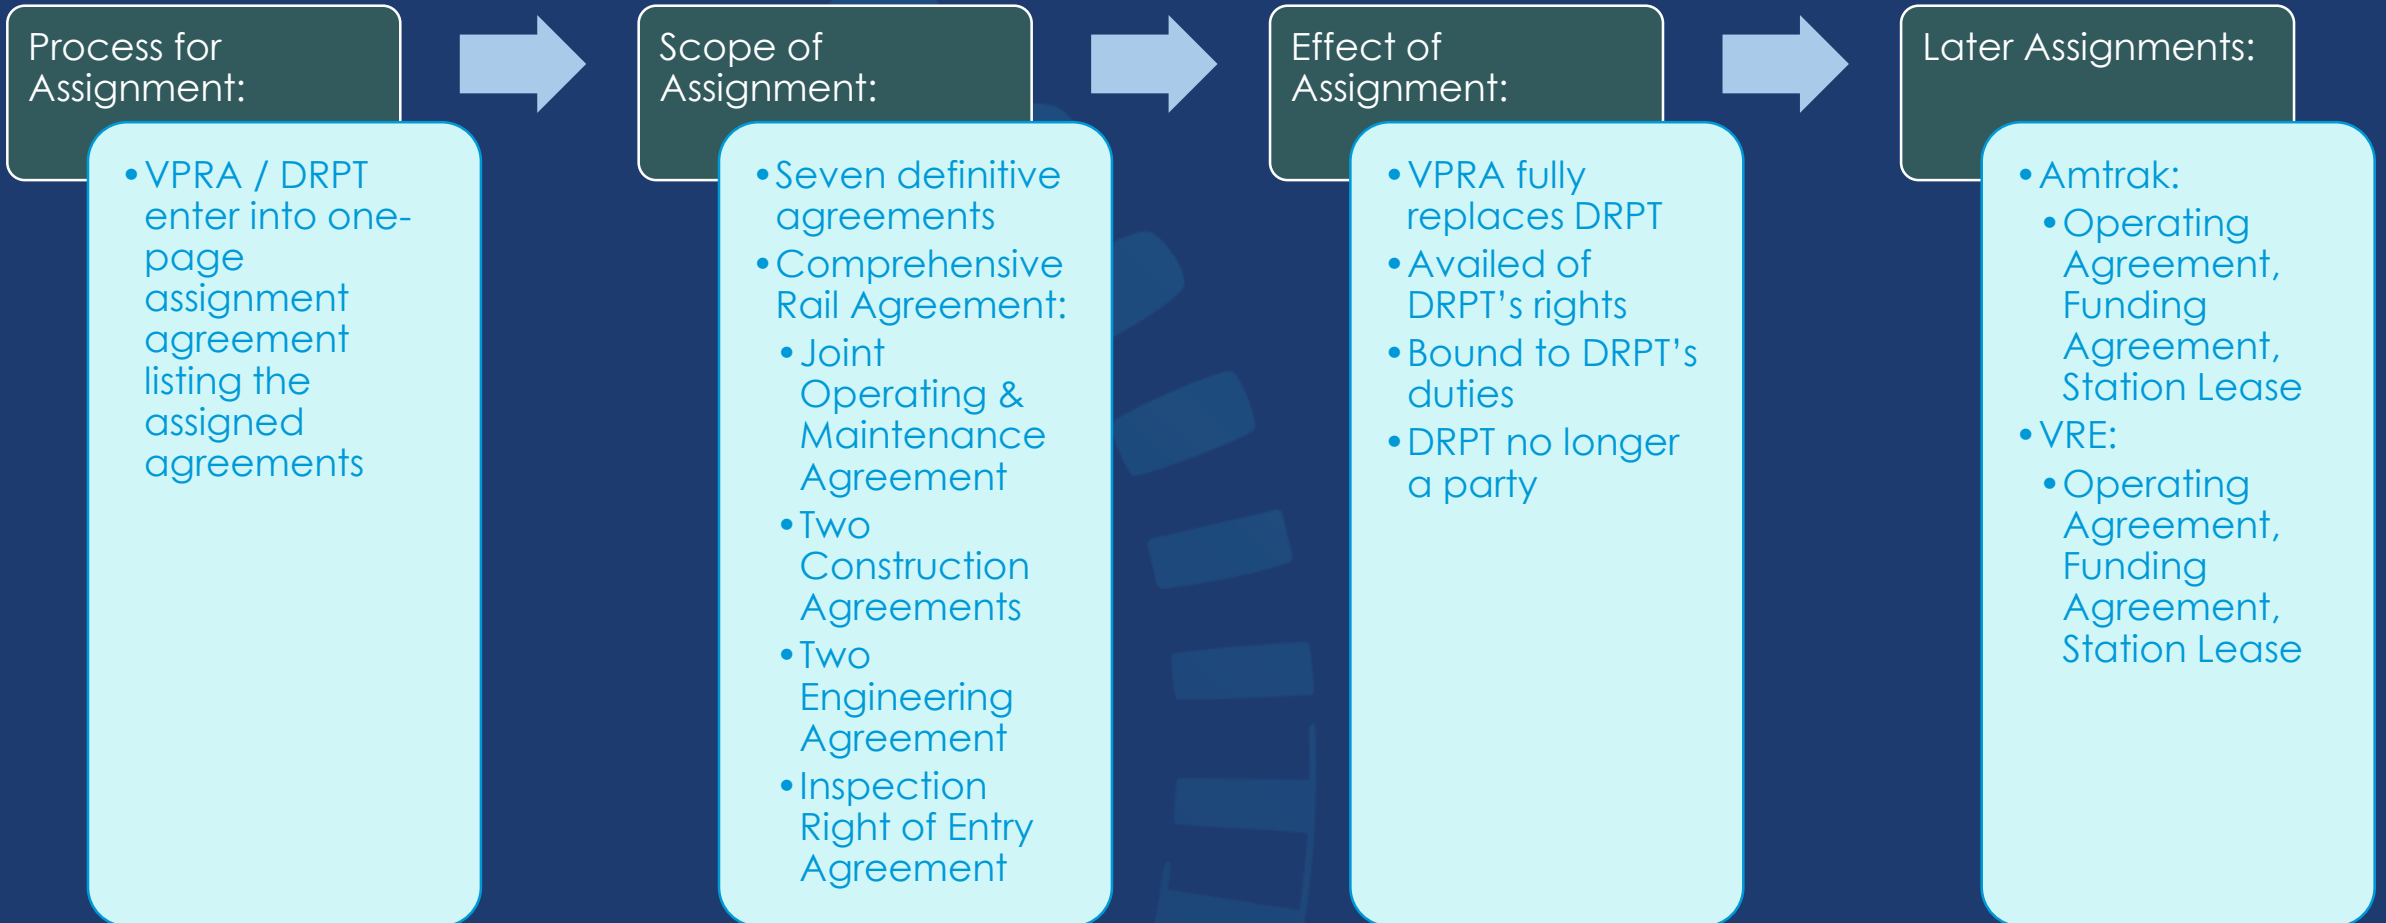 Process for
Assignment:
•VPRA / DRPT
enter into one-
page
assignment
agreement
listing the
assigned
agreements
Scope of
Assignment:
•Seven definitive
agreements
•Comprehensive
Rail Agreement:
•Joint
Operating &
Maintenance
Agreement
•Two
Construction
Agreements
•Two
Engineering
Agreement
•Inspection
Right of Entry
Agreement
Effect of
Assignment:
•VPRA fully
replaces DRPT
•Availed of
DRPT’s rights
•Bound to DRPT’s
duties
•DRPT no longer
a party
Later Assignments:
•Amtrak:
•Operating
Agreement,
Funding
Agreement,
Station Lease
•VRE:
•Operating
Agreement,
Funding
Agreement,
Station Lease